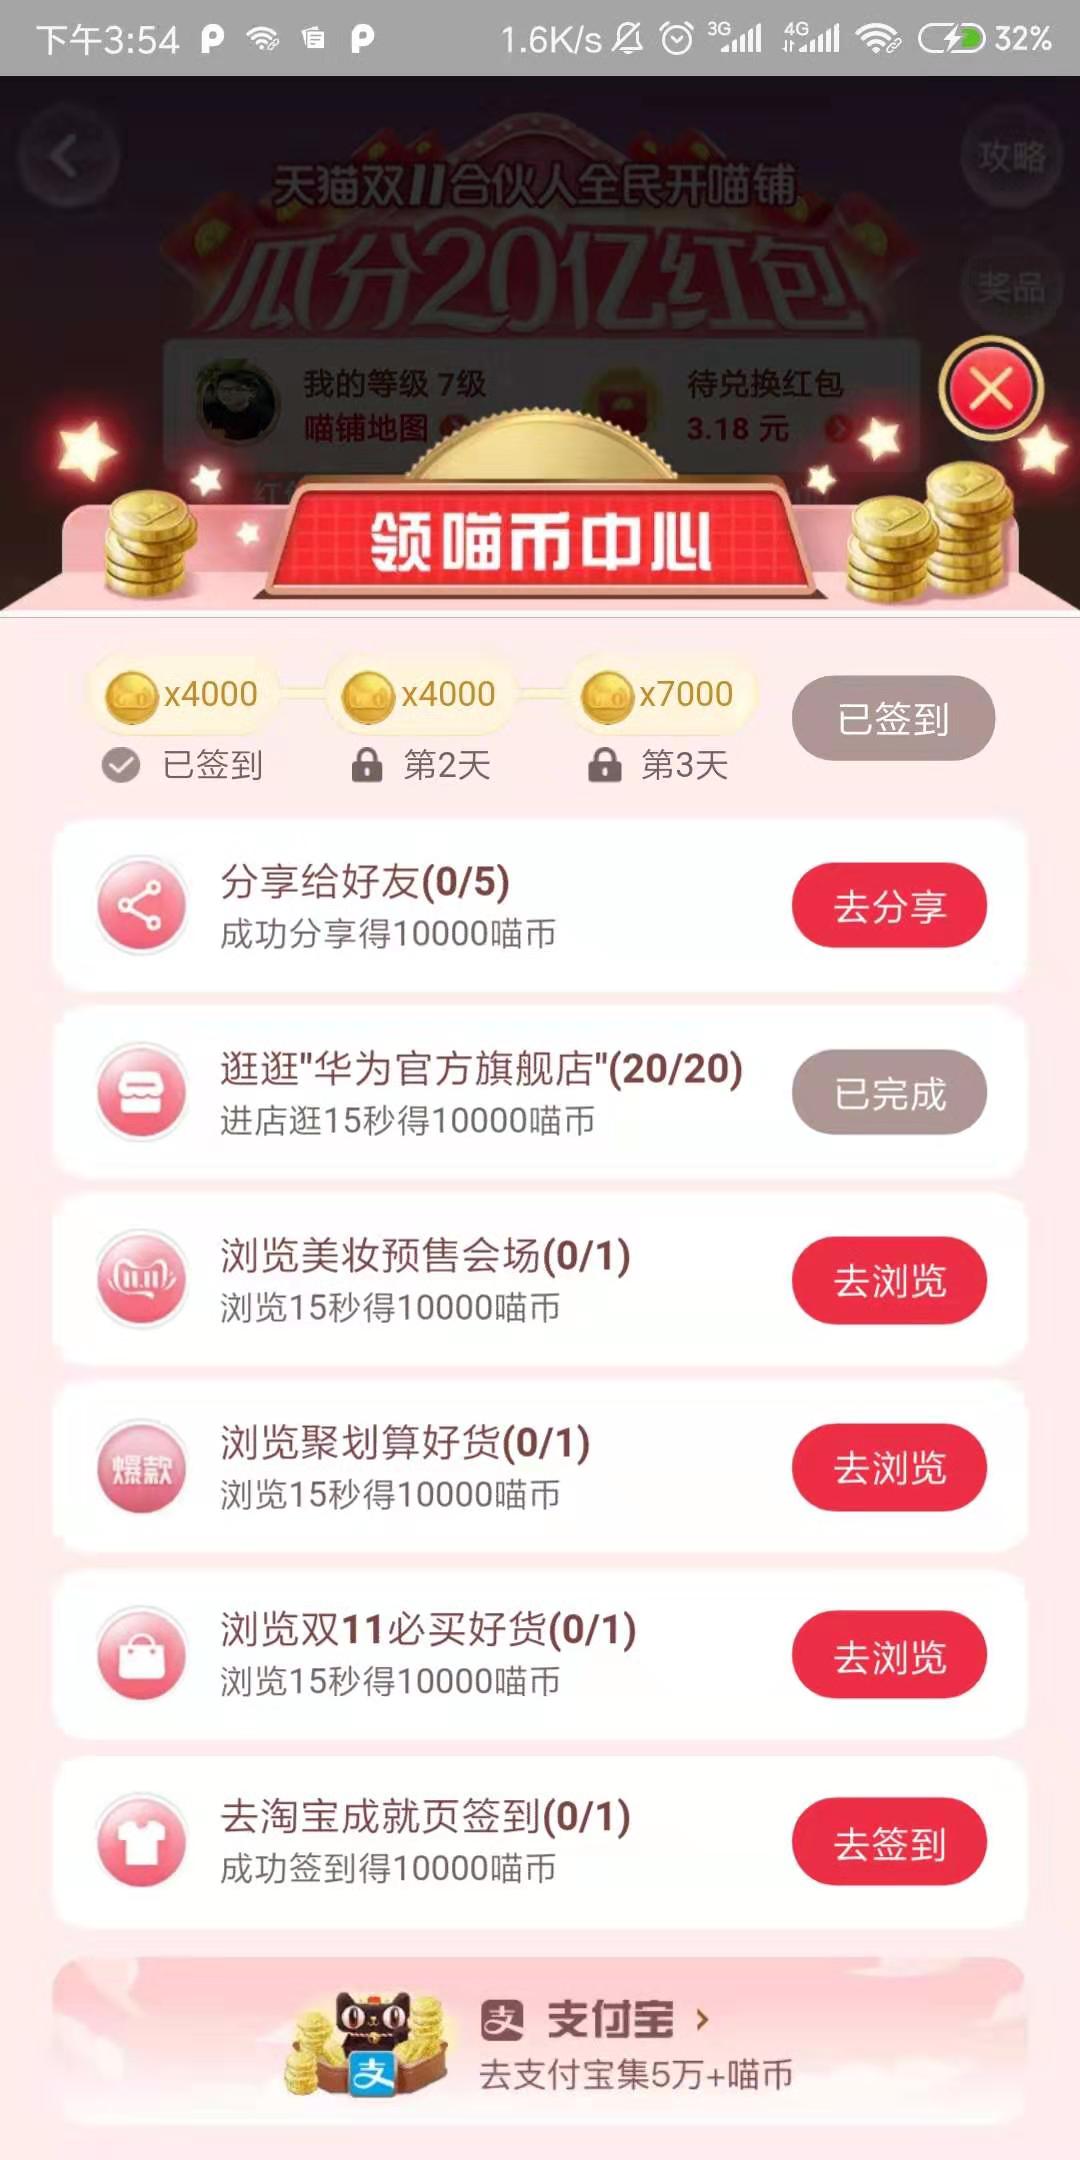 下午3:54
1.6K/s
3G
4G
32%
攻略
天猫双11合伙人全民开喵铺
瓜分20亿红包
奖品
我的等级 7级
待兑换红包
喵铺地图
3.18 元
领喵币中心
x4000
x4000
x7000
已签到
已签到
第2天
第3天
分享给好友(0/5)
成功分享得10000喵币
去分享
逛逛"华为官方旗舰店"(20/20)
进店逛15秒得10000喵币
已完成
浏览美妆预售会场(0/1)
浏览15秒得10000喵币
去浏览
11.11
浏览聚划算好货(0/1)
浏览15秒得10000喵币
去浏览
爆款
浏览双11必买好货(0/1)
浏览15秒得10000喵币
去浏览
去淘宝成就页签到(0/1)
成功签到得10000喵币
去签到
支
支付宝
支
去支付宝集5万+喵币